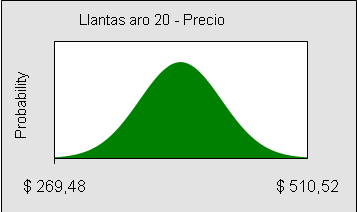 Llantas aro 20 - Precio
Probability
$ 269,48
$ 510,52